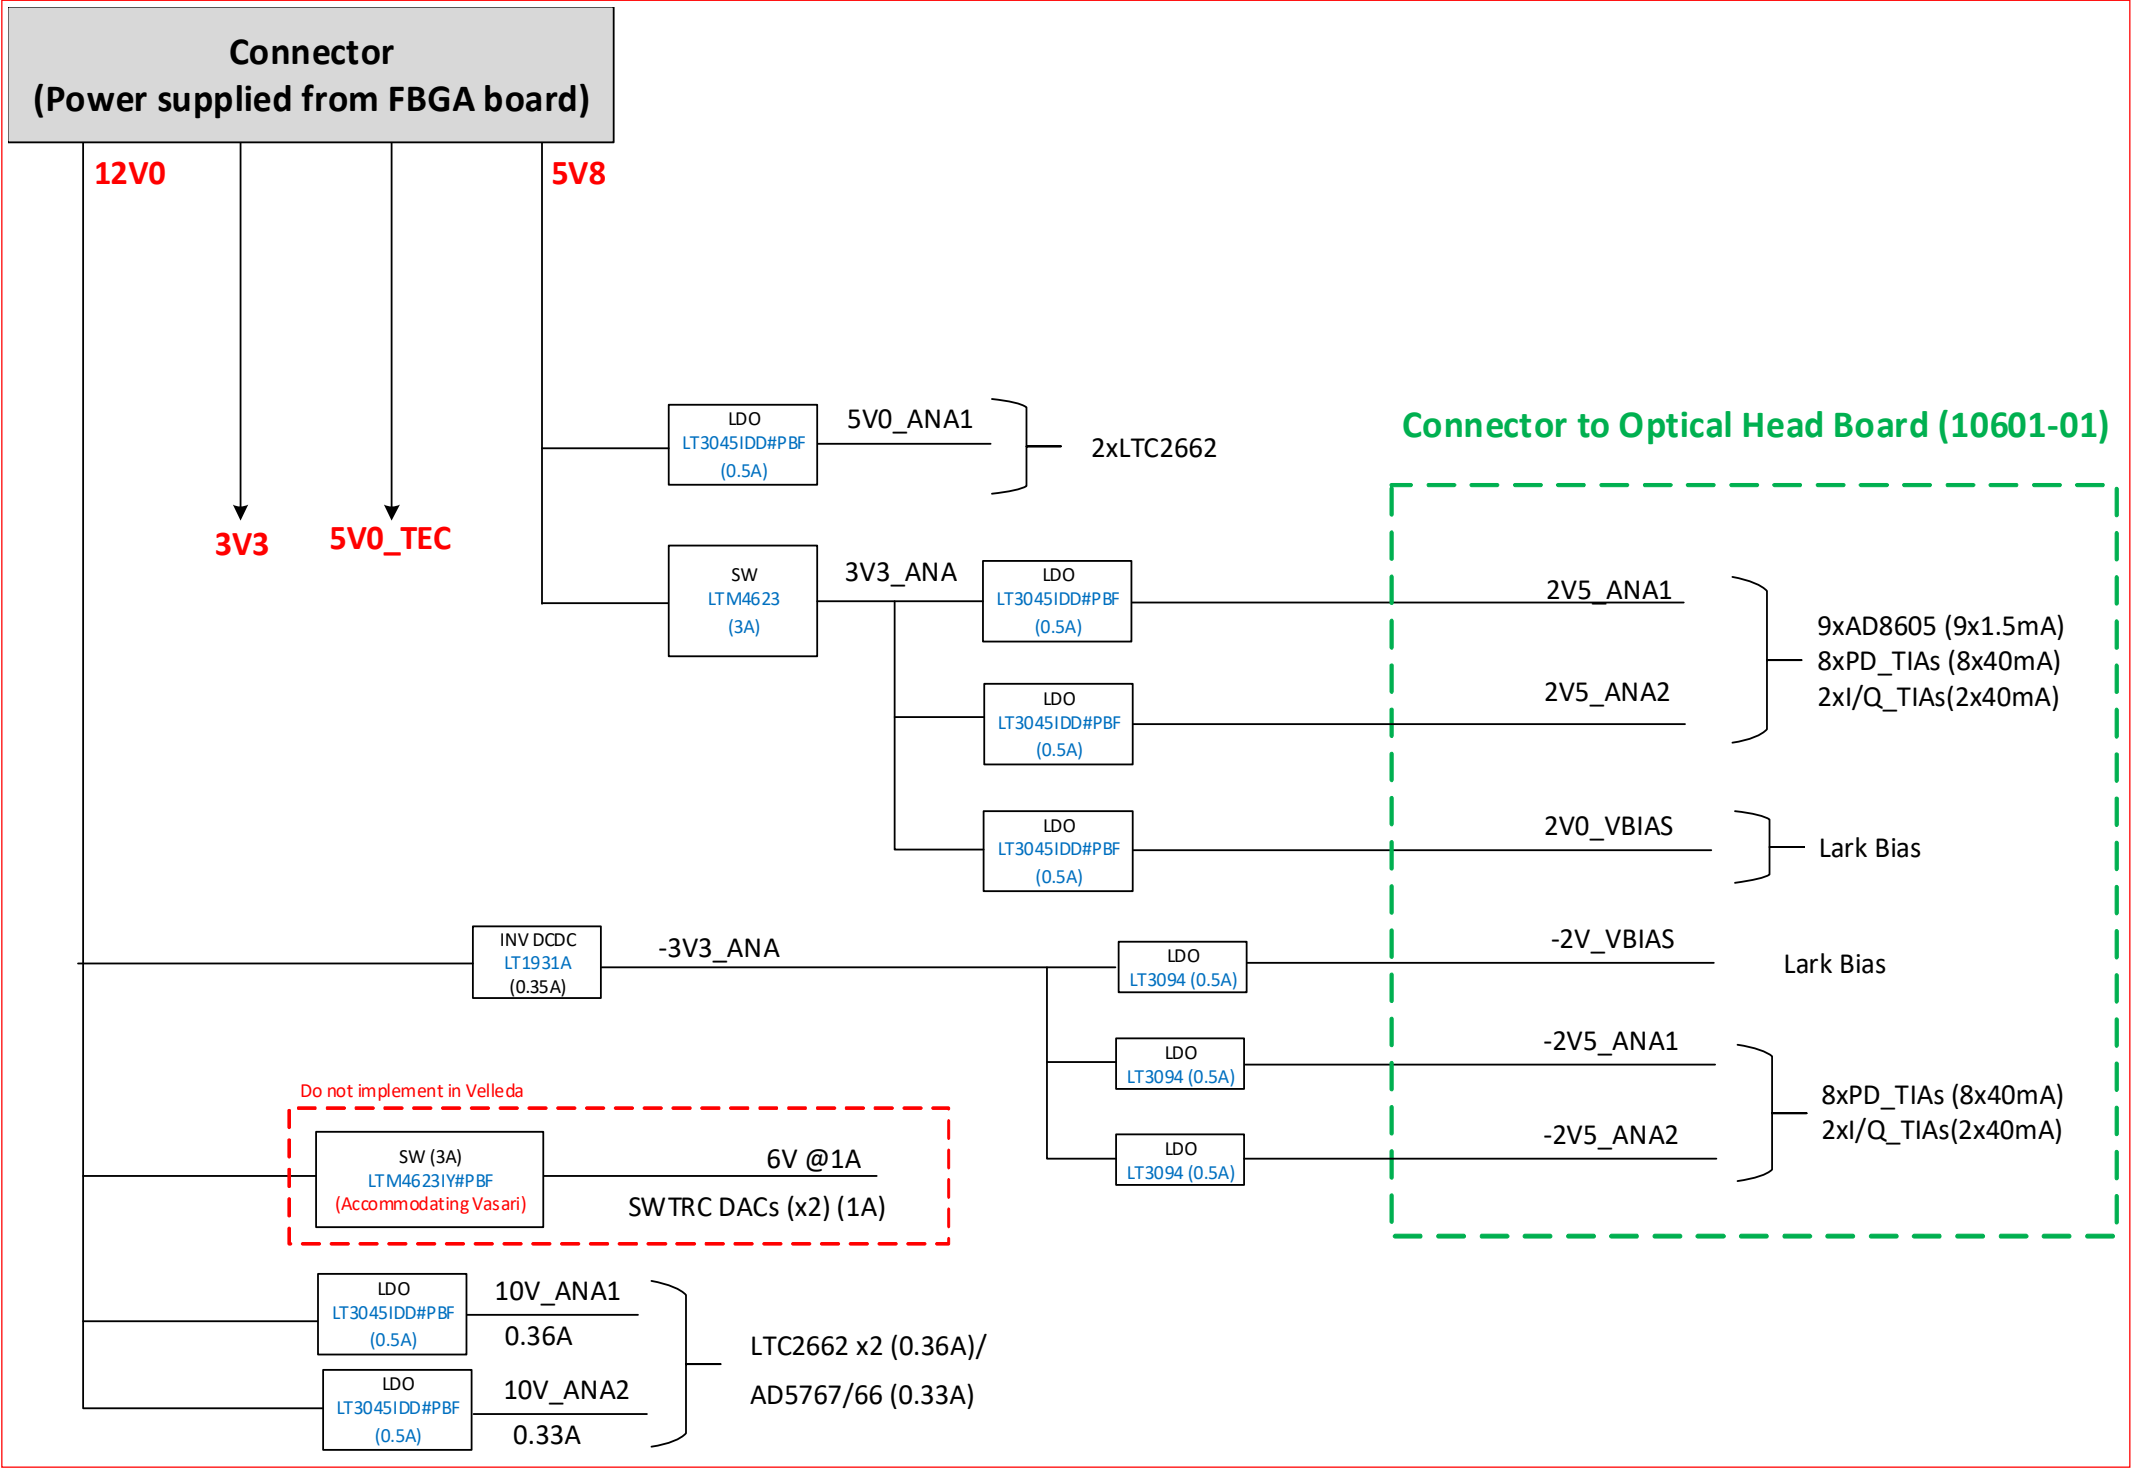 Connector
(Power supplied from FBGA board)
12V0
5V8
3V3
5V0_TEC
LDO
LT3045IDD#PBF
(0.5A)
5V0_ANA1
2xLTC2662
Connector to Optical Head Board (10601-01)
SW
LTM4623
(3A)
3V3_ANA
LDO
LT3045IDD#PBF
(0.5A)
2V5_ANA1
LDO
LT3045IDD#PBF
(0.5A)
2V5_ANA2
9xAD8605 (9x1.5mA)
8xPD_TIAs (8x40mA)
2xI/Q_TIAs(2x40mA)
LDO
LT3045IDD#PBF
(0.5A)
2V0_VBIAS
Lark Bias
INV DCDC
LT1931A
(0.35A)
-3V3_ANA
LDO
LT3094 (0.5A)
-2V_VBIAS
Lark Bias
LDO
LT3094 (0.5A)
-2V5_ANA1
LDO
LT3094 (0.5A)
-2V5_ANA2
8xPD_TIAs (8x40mA)
2xI/Q_TIAs(2x40mA)
Do not implement in Velleda
SW (3A)
LTM4623IY#PBF
(Accommodating Vasari)
6V @1A
SWTRC DACs (x2) (1A)
LDO
LT3045IDD#PBF
(0.5A)
10V_ANA1
0.36A
LDO
LT3045IDD#PBF
(0.5A)
10V_ANA2
0.33A
LTC2662 x2 (0.36A)/
AD5767/66 (0.33A)